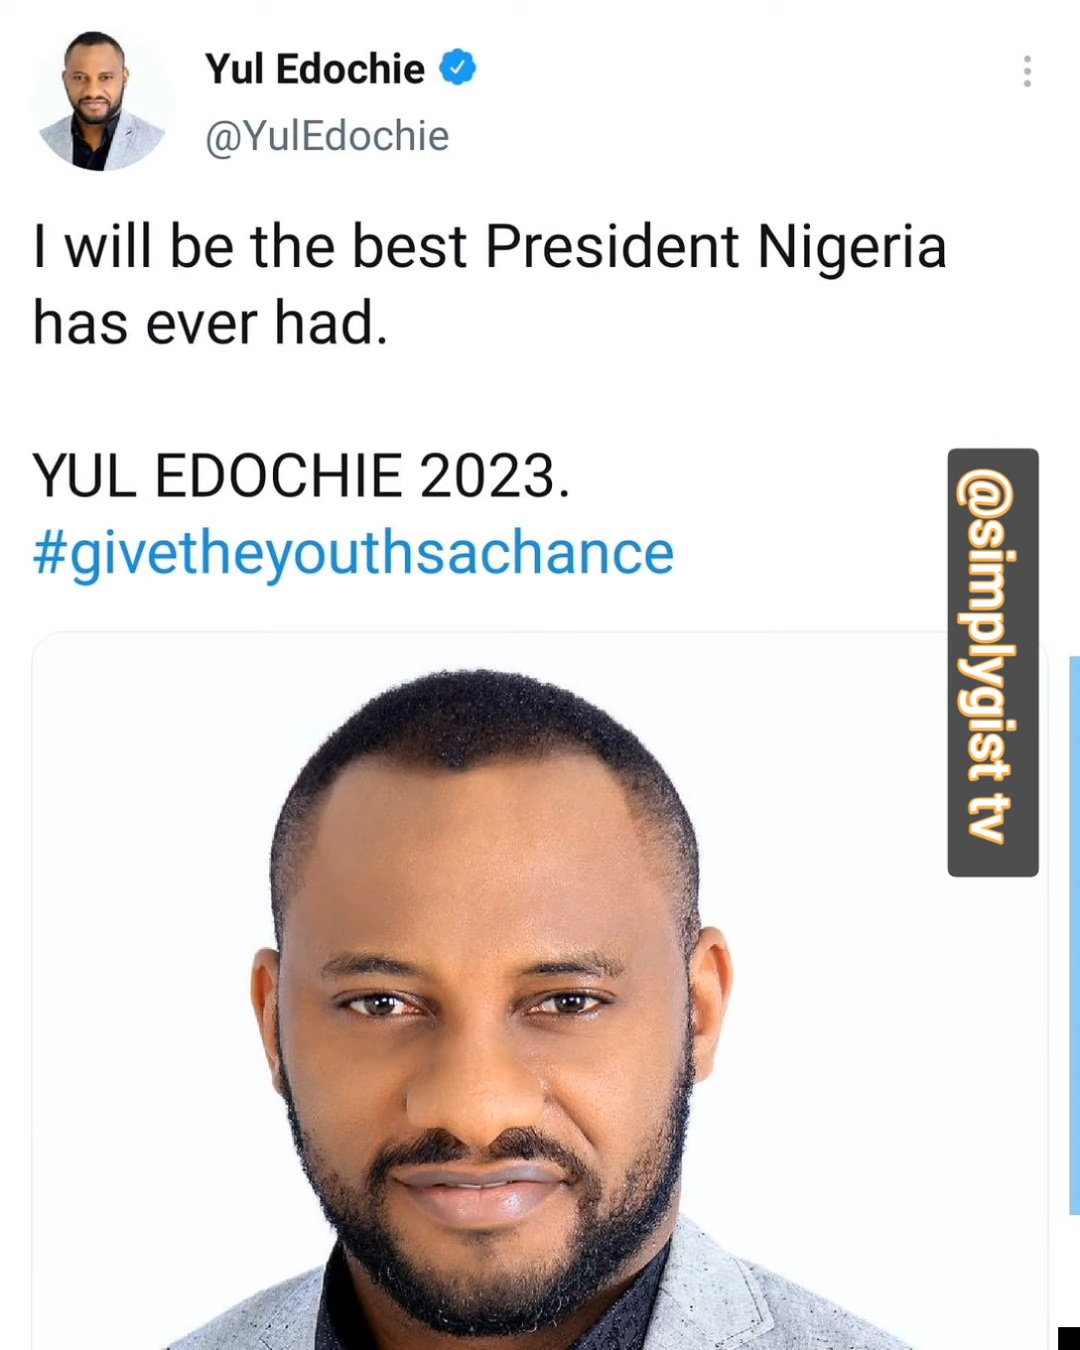 Yul Edochie
@YulEdochie
I will be the best President Nigeria
has ever had.
YUL EDOCHIE 2023.
#givetheyouthsachance
@simplygist tv